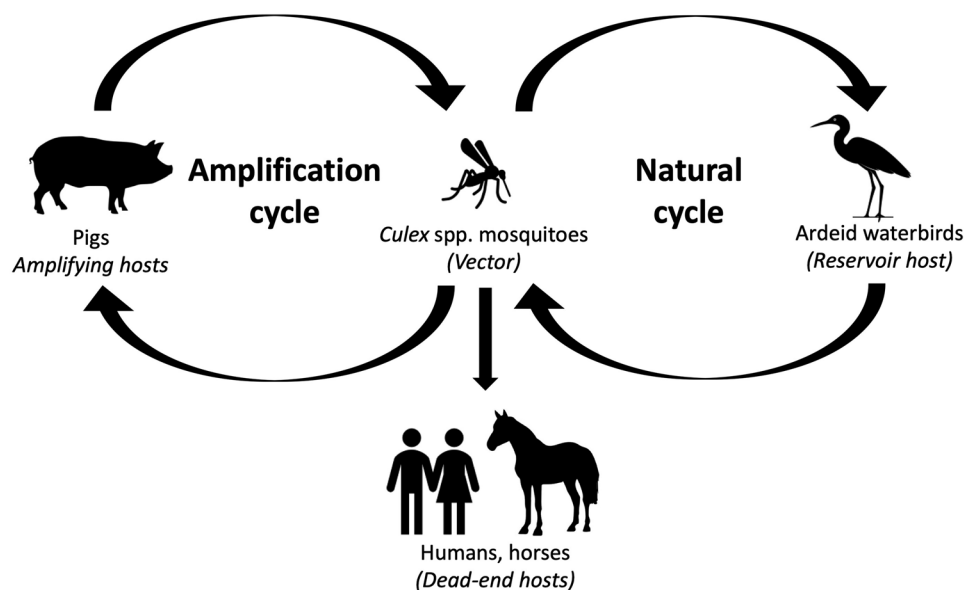 Amplification
cycle
Natural
cycle
Pigs
Amplifying hosts
Culex spp. mosquitoes
(Vector)
Ardeid waterbirds
(Reservoir host)
Humans, horses
(Dead-end hosts)